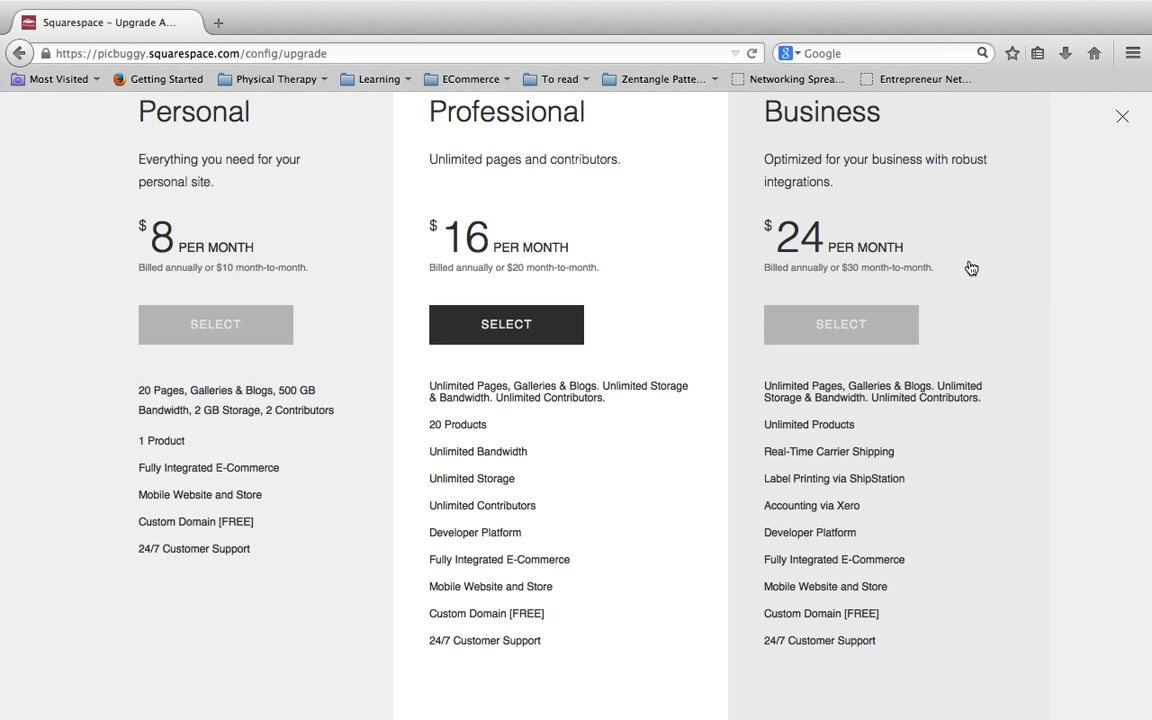 Squarespace – Upgrade A...
https://picbuggy.squarespace.com/config/upgrade
Google
Most Visited
Getting Started
Physical Therapy
Learning
ECommerce
To read
Zentangle Patte...
Networking Sprea...
Entrepreneur Net...
Personal
Everything you need for your
personal site.
$8 PER MONTH
Billed annually or $10 month-to-month.
SELECT
20 Pages, Galleries & Blogs, 500 GB
Bandwidth, 2 GB Storage, 2 Contributors
1 Product
Fully Integrated E-Commerce
Mobile Website and Store
Custom Domain [FREE]
24/7 Customer Support
Professional
Unlimited pages and contributors.
$16 PER MONTH
Billed annually or $20 month-to-month.
SELECT
Unlimited Pages, Galleries & Blogs. Unlimited Storage
& Bandwidth. Unlimited Contributors.
20 Products
Unlimited Bandwidth
Unlimited Storage
Unlimited Contributors
Developer Platform
Fully Integrated E-Commerce
Mobile Website and Store
Custom Domain [FREE]
24/7 Customer Support
Business
Optimized for your business with robust
integrations.
$24 PER MONTH
Billed annually or $30 month-to-month.
SELECT
Unlimited Pages, Galleries & Blogs. Unlimited
Storage & Bandwidth. Unlimited Contributors.
Unlimited Products
Real-Time Carrier Shipping
Label Printing via ShipStation
Accounting via Xero
Developer Platform
Fully Integrated E-Commerce
Mobile Website and Store
Custom Domain [FREE]
24/7 Customer Support